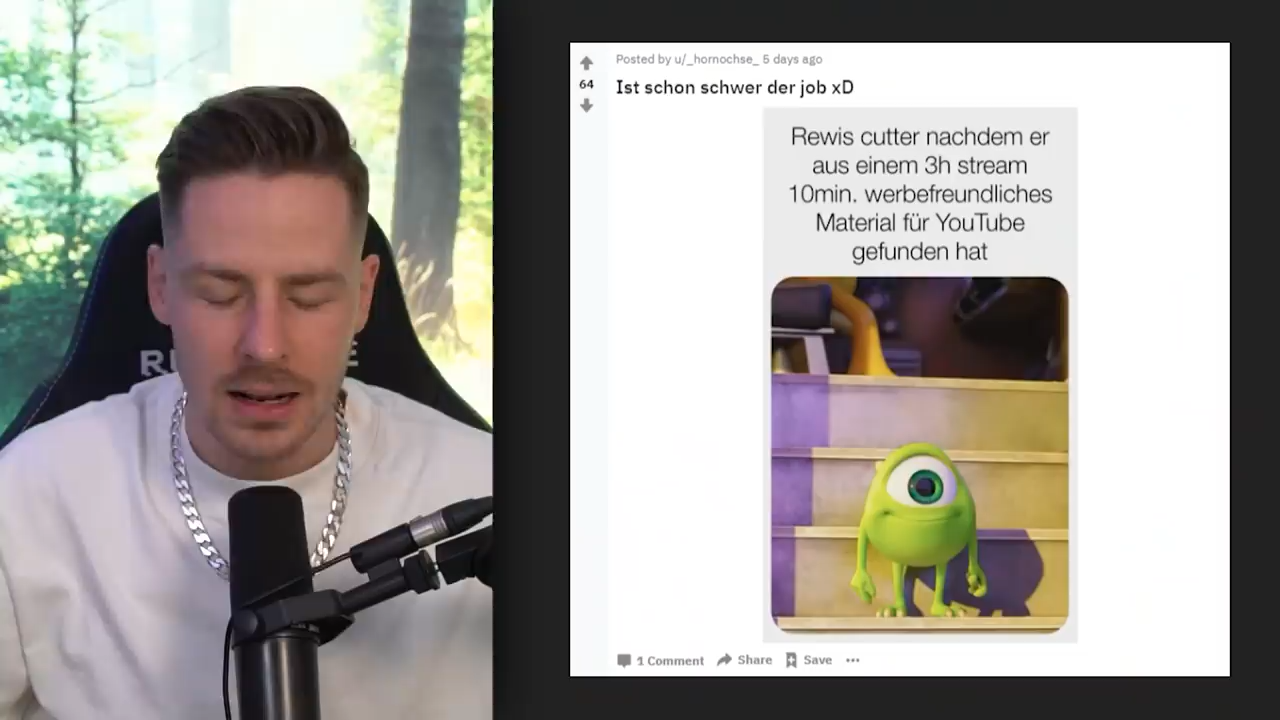 Posted by u/_hornochse_ 5 days ago
64
Ist schon schwer der job xD
Rewis cutter nachdem er
aus einem 3h stream
10min. werbefreundliches
Material für YouTube
gefunden hat
1 Comment
Share
Save